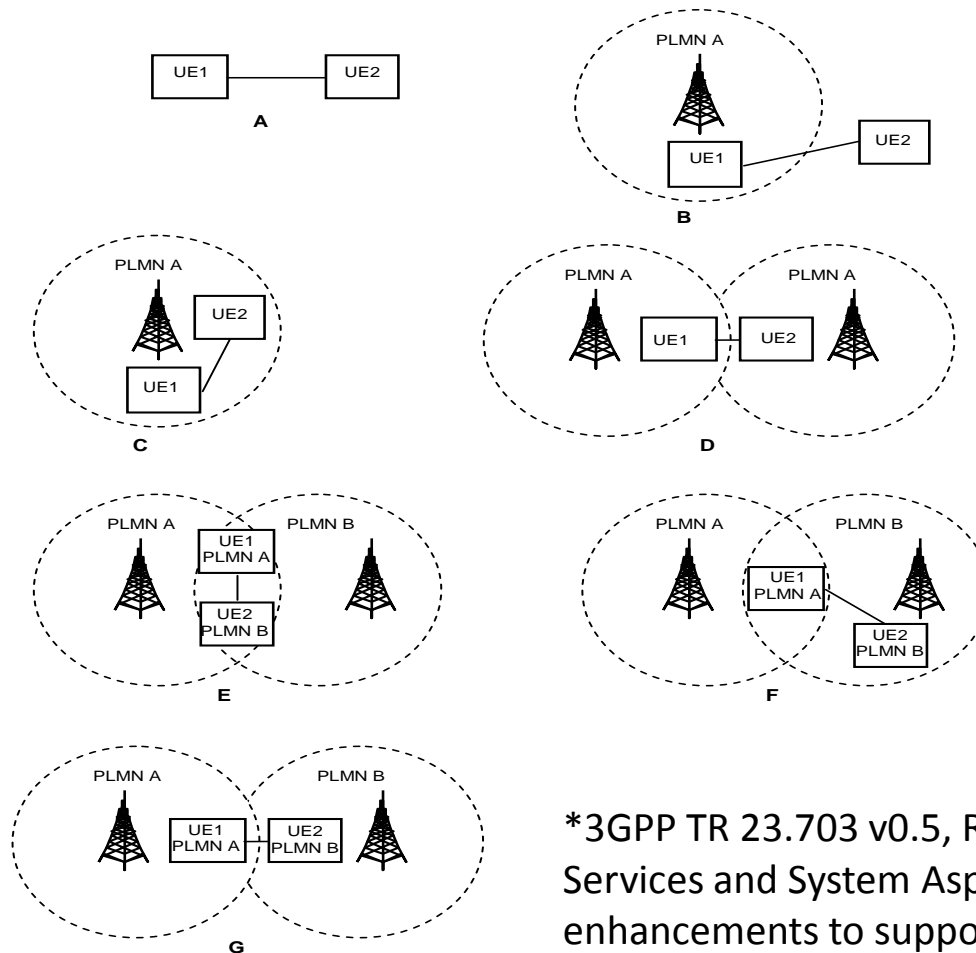 UE1
UE2
A
PLMN A
UE1
UE2
B
PLMN A
UE2
UE1
C
PLMN A
PLMN A
UE1
UE2
D
PLMN A
PLMN B
UE1
PLMN A
UE2
PLMN B
E
PLMN A
PLMN B
UE1
PLMN A
UE2
PLMN B
F
PLMN A
PLMN B
UE1
PLMN A
UE2
PLMN B
G
*3GPP TR 23.703 v0.5, R
Services and System Asp
enhancements to suppo